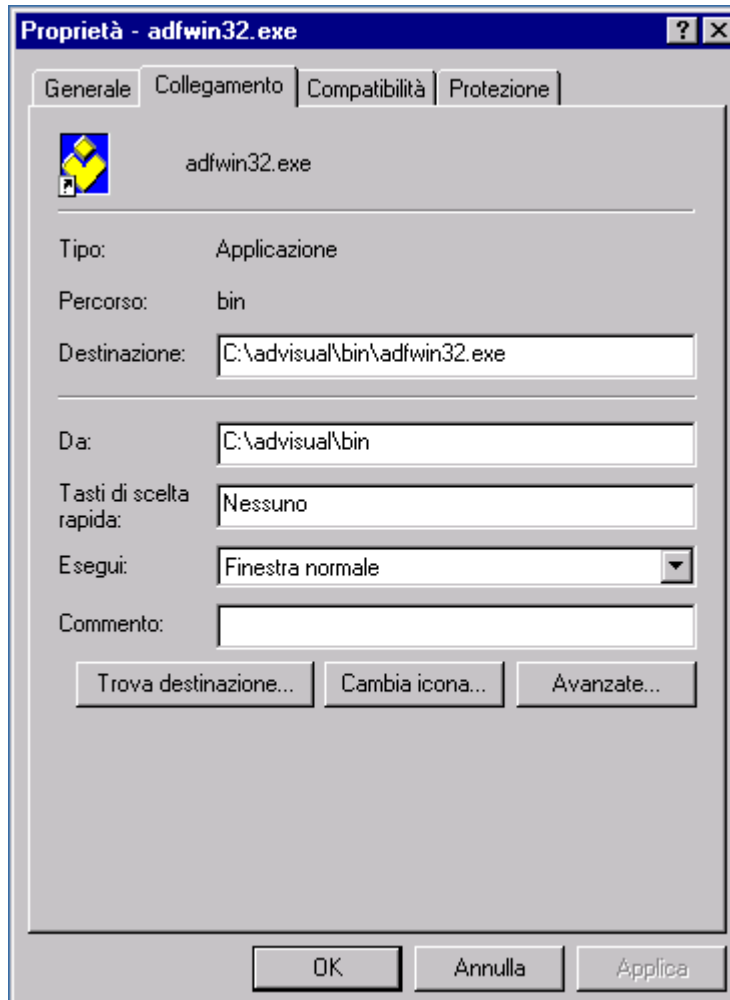 Proprietà - adfwin32.exe
Generale Collegamento Compatibilità Protezione
adfwin32.exe
Tipo: Applicazione
Percorso: bin
Destinazione: C:\advisual\bin\adfwin32.exe
Da: C:\advisual\bin
Tasti di scelta
rapida: Nessuno
Esegui: Finestra normale
Commento:
Trova destinazione... Cambia icona... Avanzate...
OK Annulla Applica